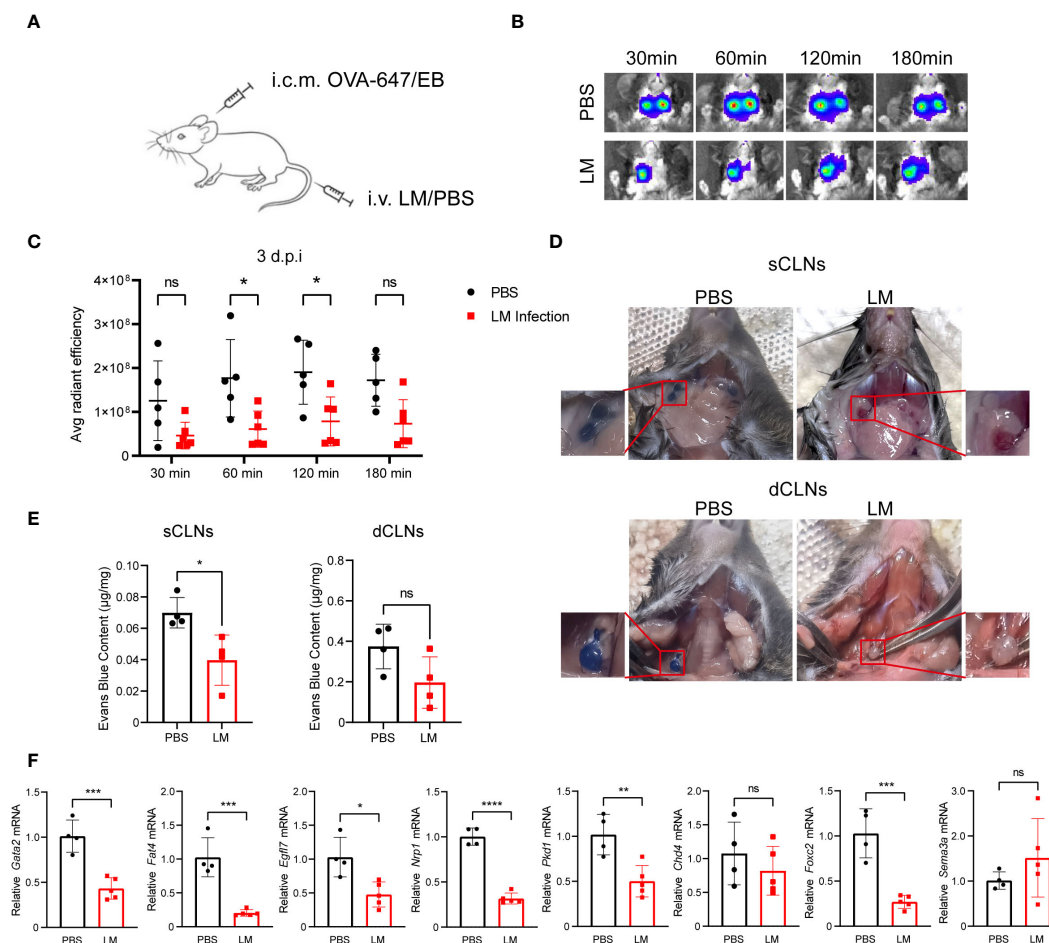 A
i.c.m. OVA-647/EB
i.v. LM/PBS
B
30min 60min 120min 180min
PBS
LM
C
3 d.p.i
Avg radiant efficiency
4×10⁸
3×10⁸
2×10⁸
1×10⁸
0
ns * * ns
30 min 60 min 120 min 180 min
PBS
LM Infection
D
sCLNs
PBS LM
dCLNs
PBS LM
E
sCLNs
Evans Blue Content (µg/mg)
0.10
0.08
0.06
0.04
0.02
0
*
PBS LM
dCLNs
Evans Blue Content (µg/mg)
0.8
0.6
0.4
0.2
0.0
ns
PBS LM
F
Relative Gata2 mRNA
1.5
1.0
0.5
0
***
PBS LM
Relative Fat4 mRNA
2.0
1.5
1.0
0.5
0
***
PBS LM
Relative Egfl7 mRNA
2.0
1.5
1.0
0.5
0
*
PBS LM
Relative Nrp1 mRNA
1.5
1.0
0.5
0
****
PBS LM
Relative Pkd1 mRNA
1.5
1.0
0.5
0
**
PBS LM
Relative Chd4 mRNA
2.0
1.5
1.0
0.5
0
ns
PBS LM
Relative Foxc2 mRNA
2.0
1.5
1.0
0.5
0
***
PBS LM
Relative Sema3a mRNA
3.0
2.0
1.0
0
ns
PBS LM